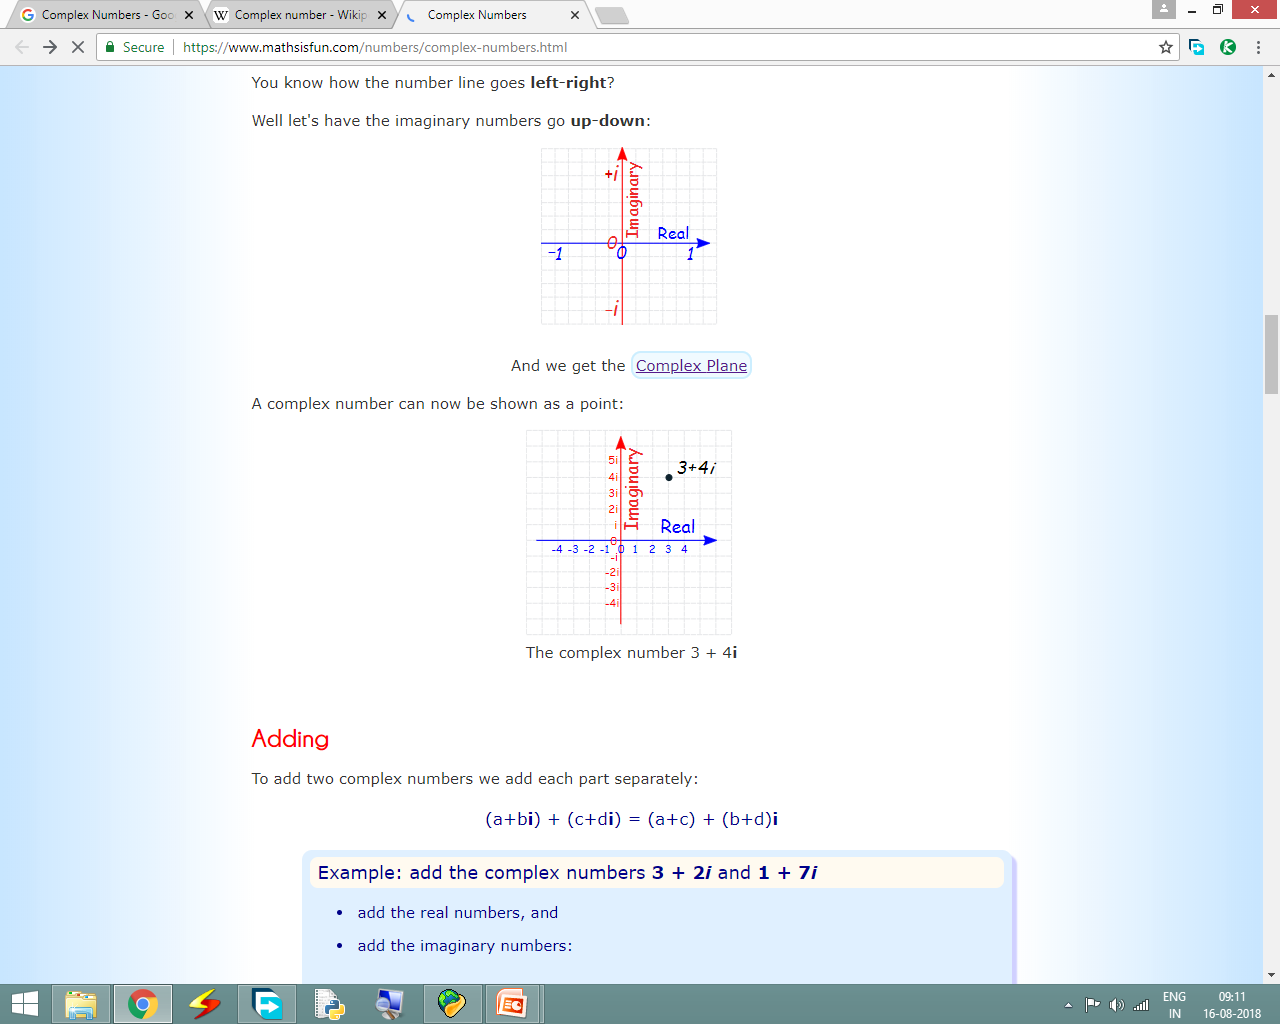 Complex Numbers - Goo
Complex number - Wikip
Complex Numbers
Secure
https://www.mathsisfun.com/numbers/complex-numbers.html
You know how the number line goes left-right?
Well let's have the imaginary numbers go up-down:
+i
Imaginary
Real
0
-1 0 1
-i
And we get the Complex Plane
A complex number can now be shown as a point:
3+4i
5i
4i
3i
2i
i
Imaginary
Real
0
-4 -3 -2 -1 0 1 2 3 4
-i
-2i
-3i
-4i
The complex number 3 + 4i
Adding
To add two complex numbers we add each part separately:
(a+bi) + (c+di) = (a+c) + (b+d)i
Example: add the complex numbers 3 + 2i and 1 + 7i
• add the real numbers, and
• add the imaginary numbers:
ENG 09:11
IN 16-08-2018